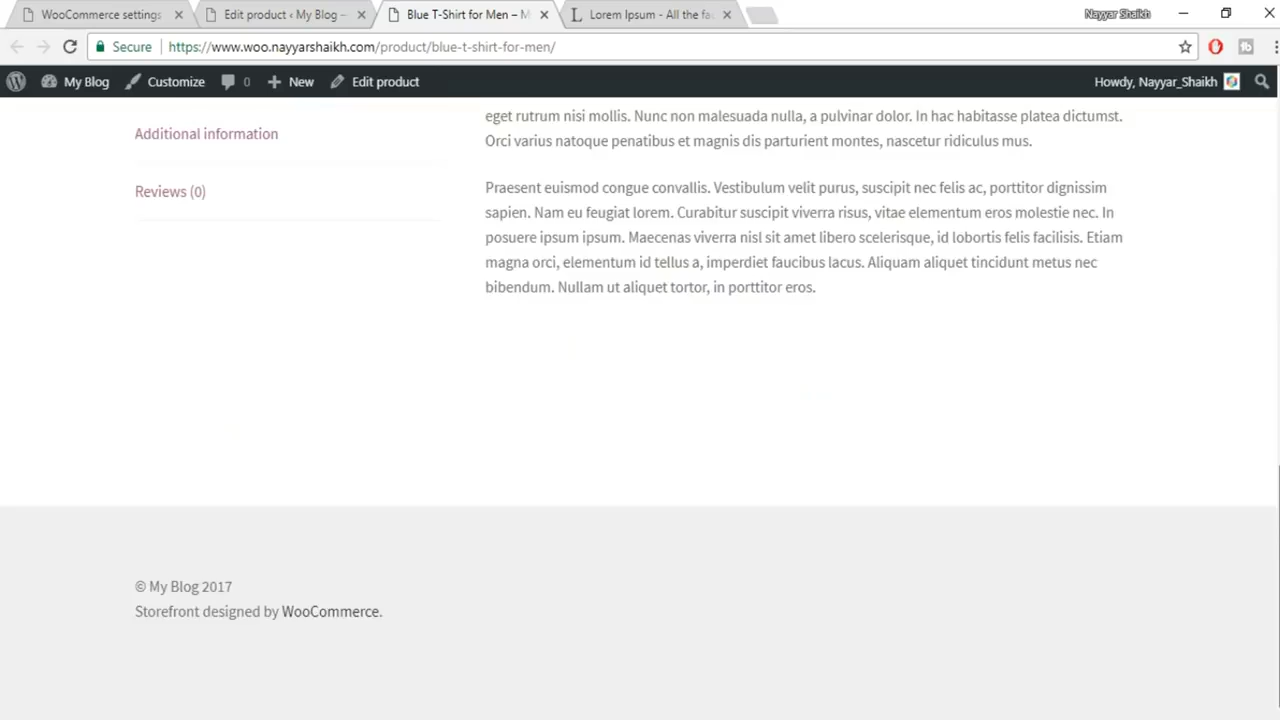 WooCommerce settings
Edit product ‹ My Blog —
Blue T-Shirt for Men – M
Lorem Ipsum - All the fa
Nayyar Shaikh
Secure
https://www.woo.nayyarshaikh.com/product/blue-t-shirt-for-men/
My Blog
Customize
0
New
Edit product
Howdy, Nayyar_Shaikh
eget rutrum nisi mollis. Nunc non malesuada nulla, a pulvinar dolor. In hac habitasse platea dictumst.
Additional information
Orci varius natoque penatibus et magnis dis parturient montes, nascetur ridiculus mus.
Reviews (0)
Praesent euismod congue convallis. Vestibulum velit purus, suscipit nec felis ac, porttitor dignissim
sapien. Nam eu feugiat lorem. Curabitur suscipit viverra risus, vitae elementum eros molestie nec. In
posuere ipsum ipsum. Maecenas viverra nisl sit amet libero scelerisque, id lobortis felis facilisis. Etiam
magna orci, elementum id tellus a, imperdiet faucibus lacus. Aliquam aliquet tincidunt metus nec
bibendum. Nullam ut aliquet tortor, in porttitor eros.
© My Blog 2017
Storefront designed by WooCommerce.